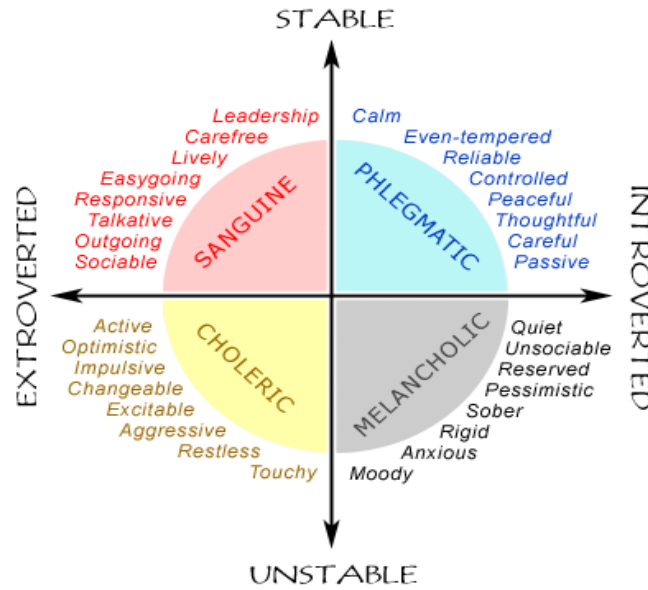 STABLE
Leadership
Carefree
Lively
Easygoing
Responsive
Talkative
Outgoing
Sociable
SANGUINE
Calm
Even-tempered
Reliable
Controlled
Peaceful
Thoughtful
Careful
Passive
PHLEGMATIC
EXTROVERTED
INTROVERTED
Active
Optimistic
Impulsive
Changeable
Excitable
Aggressive
Restless
Touchy
CHOLERIC
Quiet
Unsociable
Reserved
Pessimistic
Sober
Rigid
Anxious
Moody
MELANCHOLIC
UNSTABLE